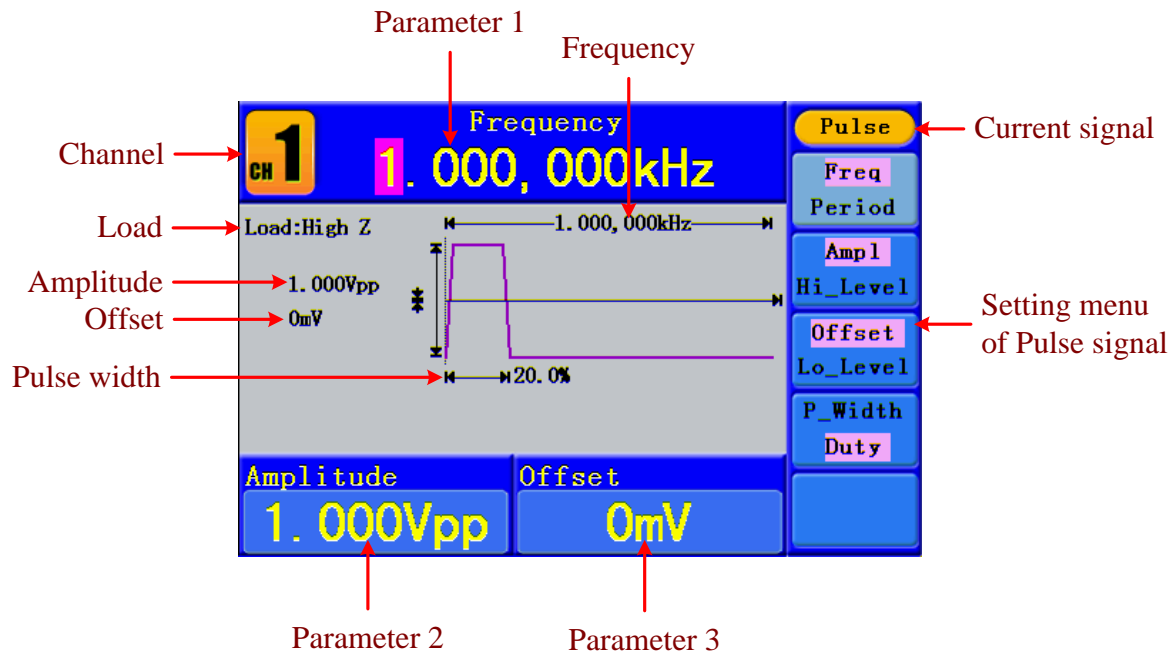 Parameter 1
Frequency
Channel
CH 1
Frequency
1.000,000kHz
Pulse
Current signal
Freq
Period
Load
Load:High Z
1.000,000kHz
Ampl
Hi_Level
Amplitude
1.000Vpp
Offset
0mV
Offset
Lo_Level
Setting menu
of Pulse signal
Pulse width
20.0%
P_Width
Duty
Amplitude
1.000Vpp
Offset
0mV
Parameter 2
Parameter 3